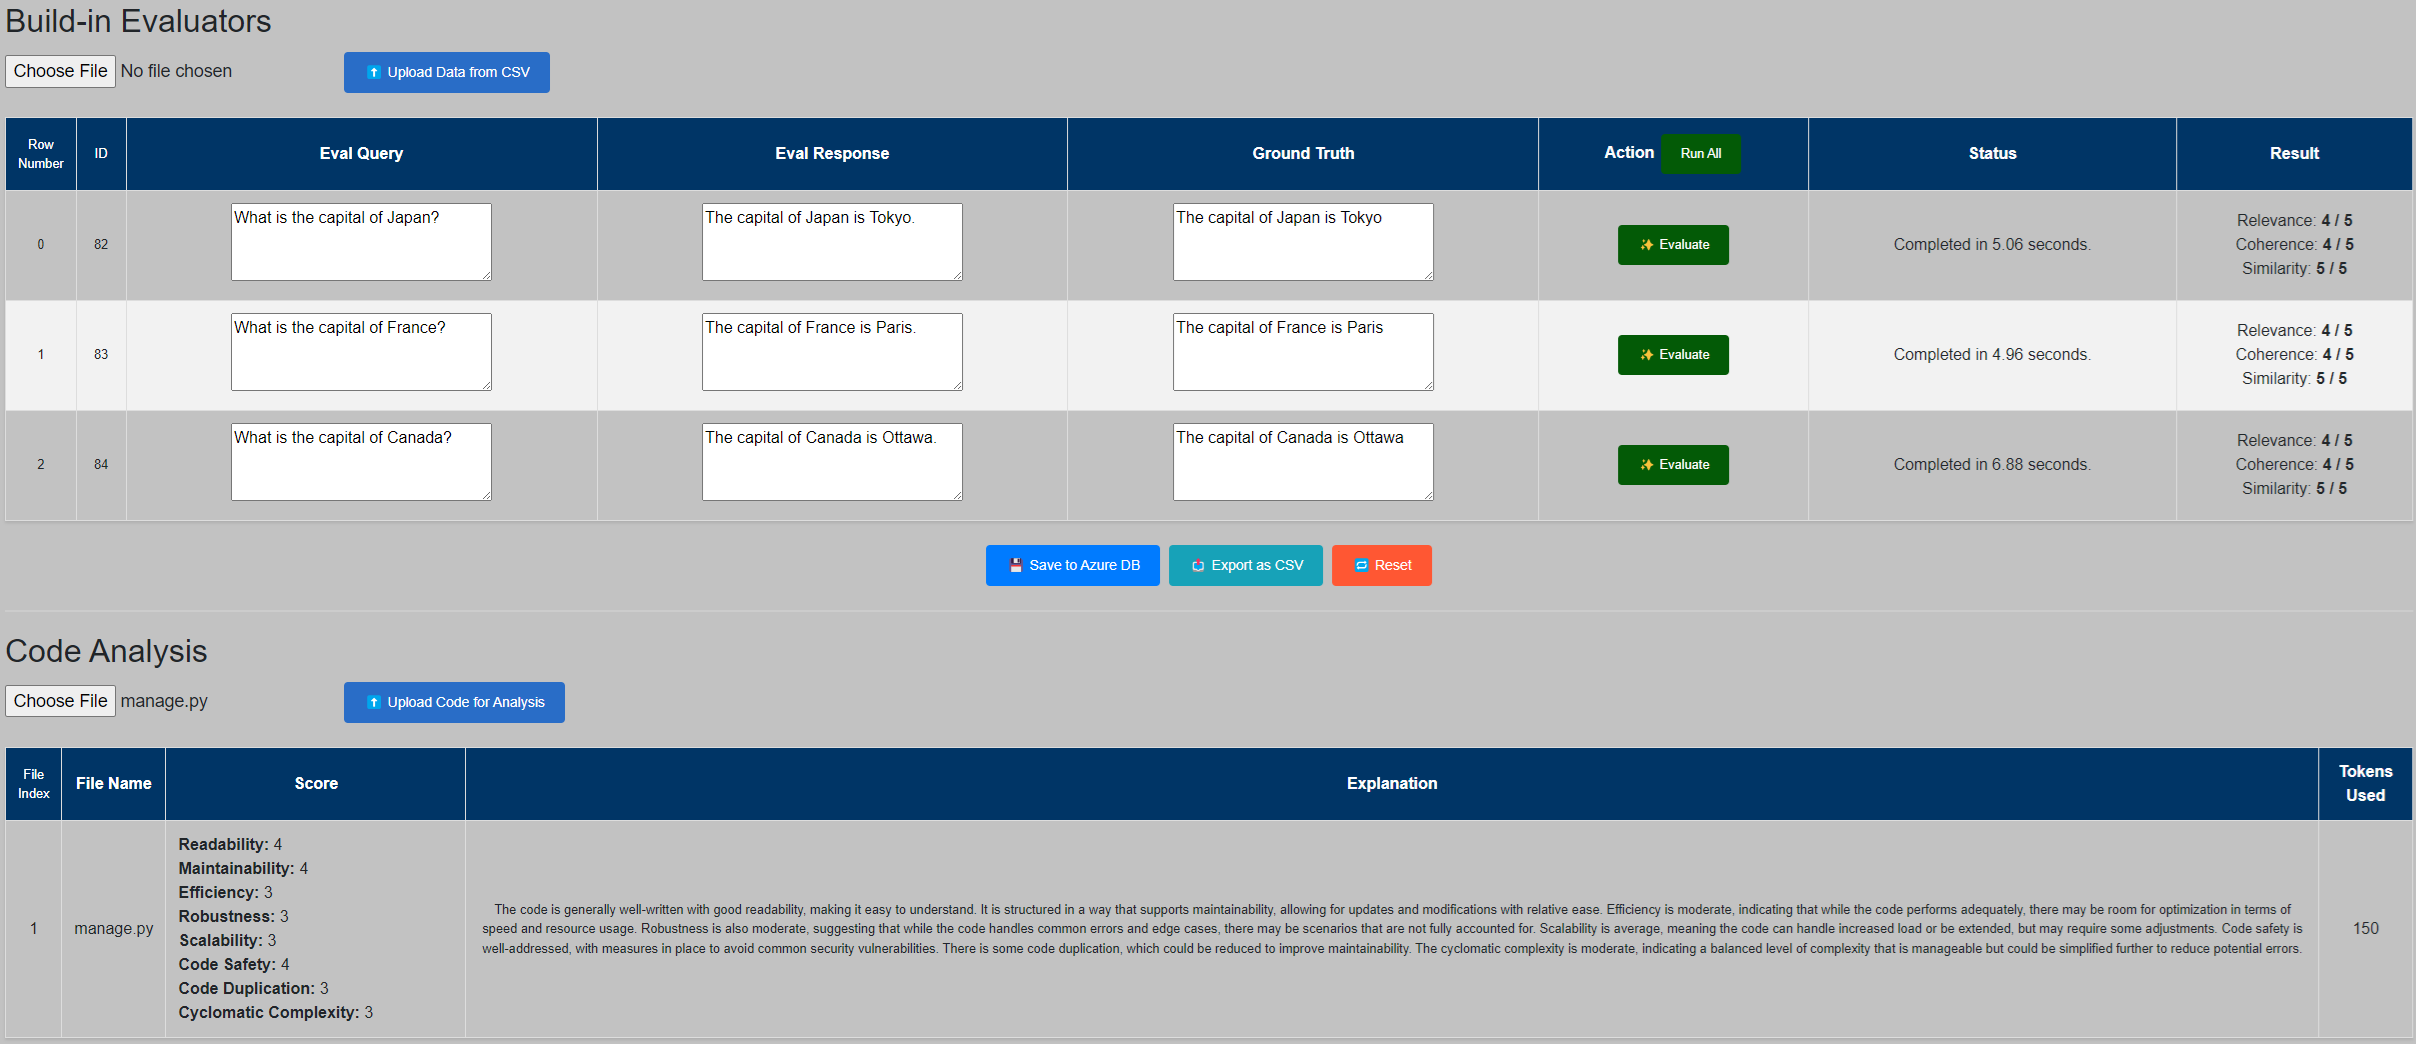 Build-in Evaluators
Choose File No file chosen
Upload Data from CSV
Row Number
ID
Eval Query
Eval Response
Ground Truth
Action
Run All
Status
Result
0
82
What is the capital of Japan?
The capital of Japan is Tokyo.
The capital of Japan is Tokyo
Evaluate
Completed in 5.06 seconds.
Relevance: 4 / 5
Coherence: 4 / 5
Similarity: 5 / 5
1
83
What is the capital of France?
The capital of France is Paris.
The capital of France is Paris
Evaluate
Completed in 4.96 seconds.
Relevance: 4 / 5
Coherence: 4 / 5
Similarity: 5 / 5
2
84
What is the capital of Canada?
The capital of Canada is Ottawa.
The capital of Canada is Ottawa
Evaluate
Completed in 6.88 seconds.
Relevance: 4 / 5
Coherence: 4 / 5
Similarity: 5 / 5
Save to Azure DB
Export as CSV
Reset
Code Analysis
Choose File manage.py
Upload Code for Analysis
File Index
File Name
Score
Explanation
Tokens Used
1
manage.py
Readability: 4
Maintainability: 4
Efficiency: 3
Robustness: 3
Scalability: 3
Code Safety: 4
Code Duplication: 3
Cyclomatic Complexity: 3
The code is generally well-written with good readability, making it easy to understand. It is structured in a way that supports maintainability, allowing for updates and modifications with relative ease. Efficiency is moderate, indicating that while the code performs adequately, there may be room for optimization in terms of
speed and resource usage. Robustness is also moderate, suggesting that while the code handles common errors and edge cases, there may be scenarios that are not fully accounted for. Scalability is average, meaning the code can handle increased load or be extended, but may require some adjustments. Code safety is
well-addressed, with measures in place to avoid common security vulnerabilities. There is some code duplication, which could be reduced to improve maintainability. The cyclomatic complexity is moderate, indicating a balanced level of complexity that is manageable but could be simplified further to reduce potential errors.
150